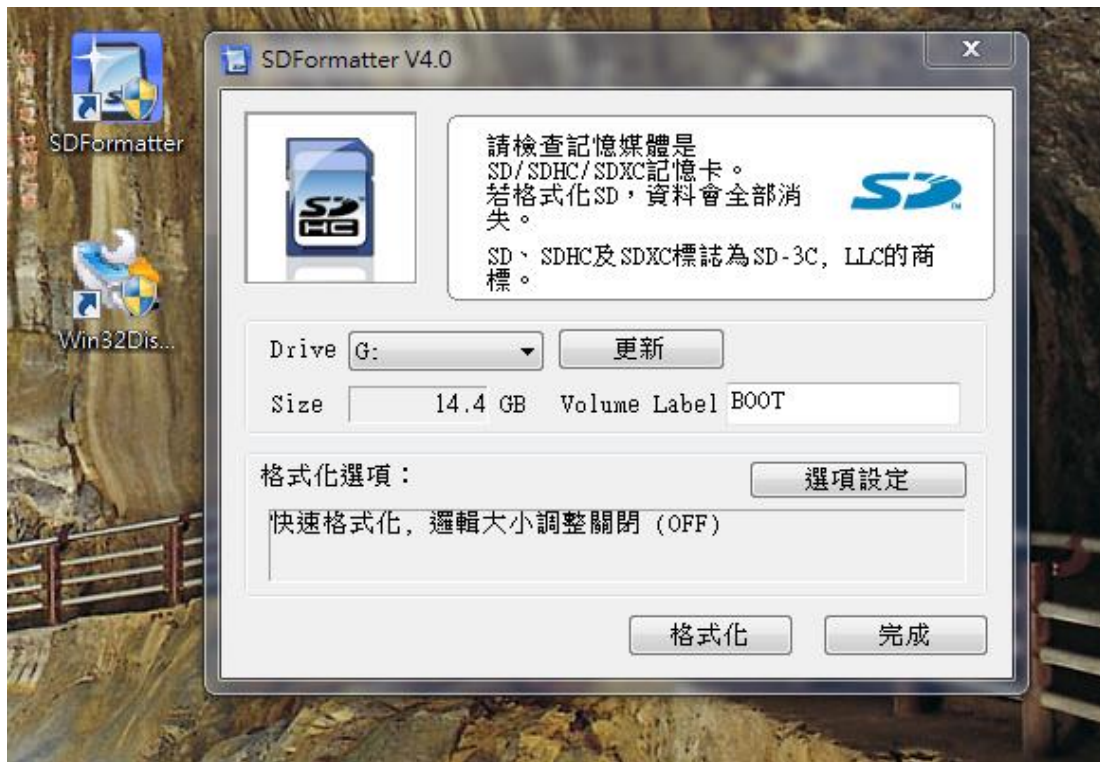 SDFormatter V4.0
SDFormatter
Win32Dis...
SD
HC
請檢查記憶媒體是
SD/SDHC/SDXC記憶卡。
若格式化SD，資料會全部消
失。
SD、SDHC及SDXC標誌為SD-3C, LLC的商
標。
SD
TM
Drive G: 更新
Size 14.4 GB Volume Label BOOT
格式化選項： 選項設定
快速格式化, 邏輯大小調整關閉 (OFF)
格式化 完成